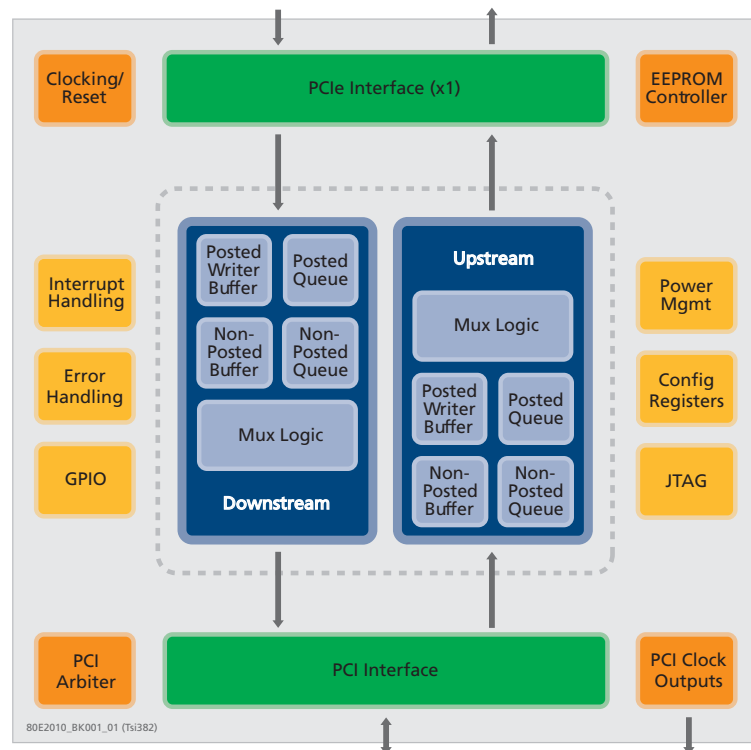 Clocking/
Reset
PCIe Interface (x1)
EEPROM
Controller
Interrupt
Handling
Error
Handling
GPIO
Posted
Writer
Buffer
Posted
Queue
Non-
Posted
Buffer
Non-
Posted
Queue
Mux Logic
Downstream
Upstream
Mux Logic
Posted
Writer
Buffer
Posted
Queue
Non-
Posted
Buffer
Non-
Posted
Queue
Power
Mgmt
Config
Registers
JTAG
PCI
Arbiter
PCI Interface
PCI Clock
Outputs
80E2010_BK001_01 (Tsi382)